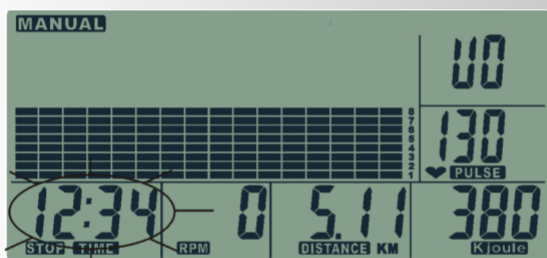 MANUAL
U0
8
7
6
5
4
3
2
1
130
PULSE
12:34
STOP TIME
0
RPM
5.11
DISTANCE KM
380
Kjoule